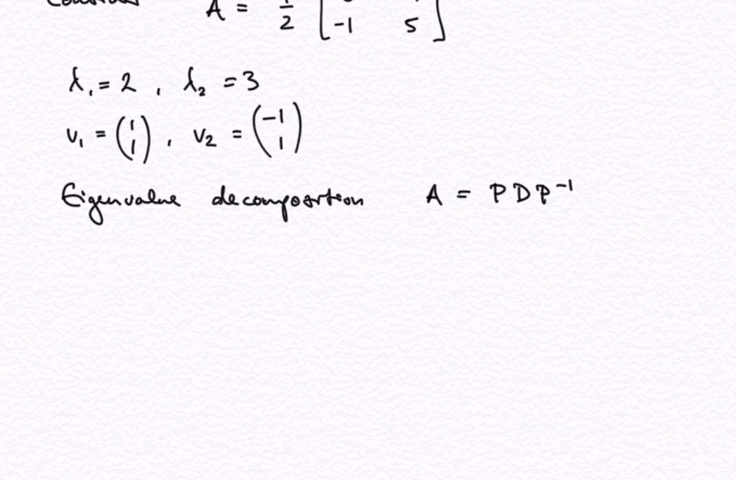 A = 1/2 [ -1 5 ]
λ₁ = 2 , λ₂ = 3
v₁ = (1 1) , v₂ = (-1 1)
Eigenvalue decomposition A = PDP⁻¹